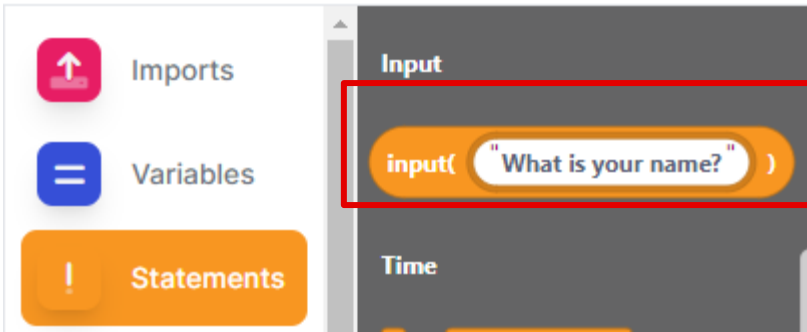 Imports
Variables
Statements
Input
input( "What is your name?" )
Time